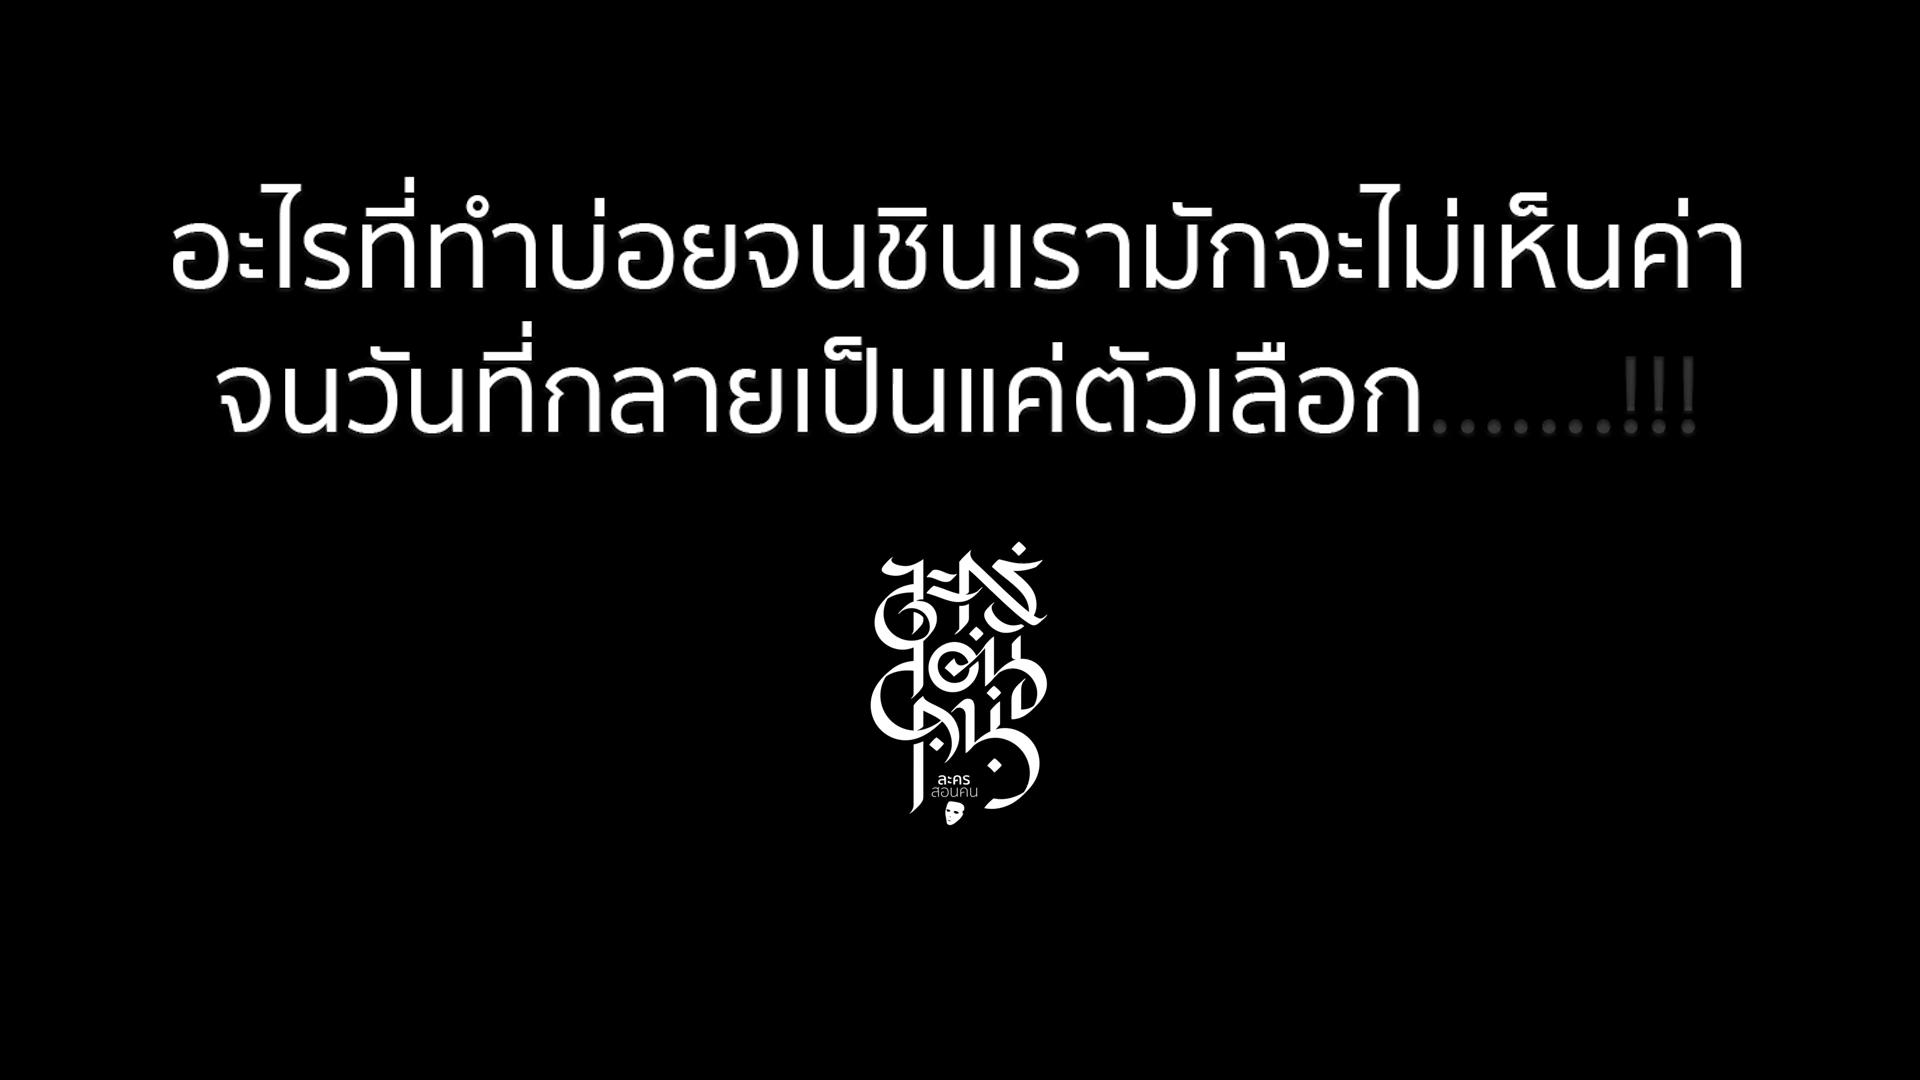 อะไรที่ทำบ่อยจนชินเรามักจะไม่เห็นค่า
จนวันที่กลายเป็นแค่ตัวเลือก.......!!!
ละคร
สอนคน
ละคร
สอนคน